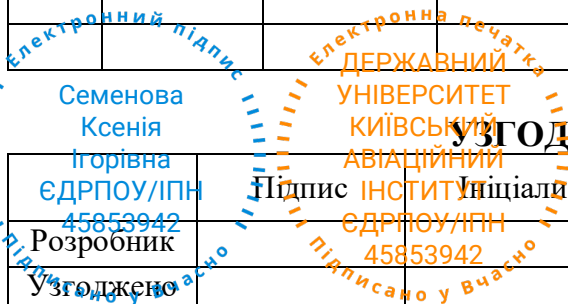 Електронний підпис
Семенова
Ксенія
Ігорівна
ЄДРПОУ/ІПН
45853942
Підписано у Вчасно
Електронна печатка
ДЕРЖАВНИЙ
УНІВЕРСИТЕТ
КИЇВСЬКИЙ
АВІАЦІЙНИЙ
ІНСТИТУТ
ЄДРПОУ/ІПН
45853942
Підписано у Вчасно
УЗГОД
Підпис Ініціали
Розробник
Узгоджено